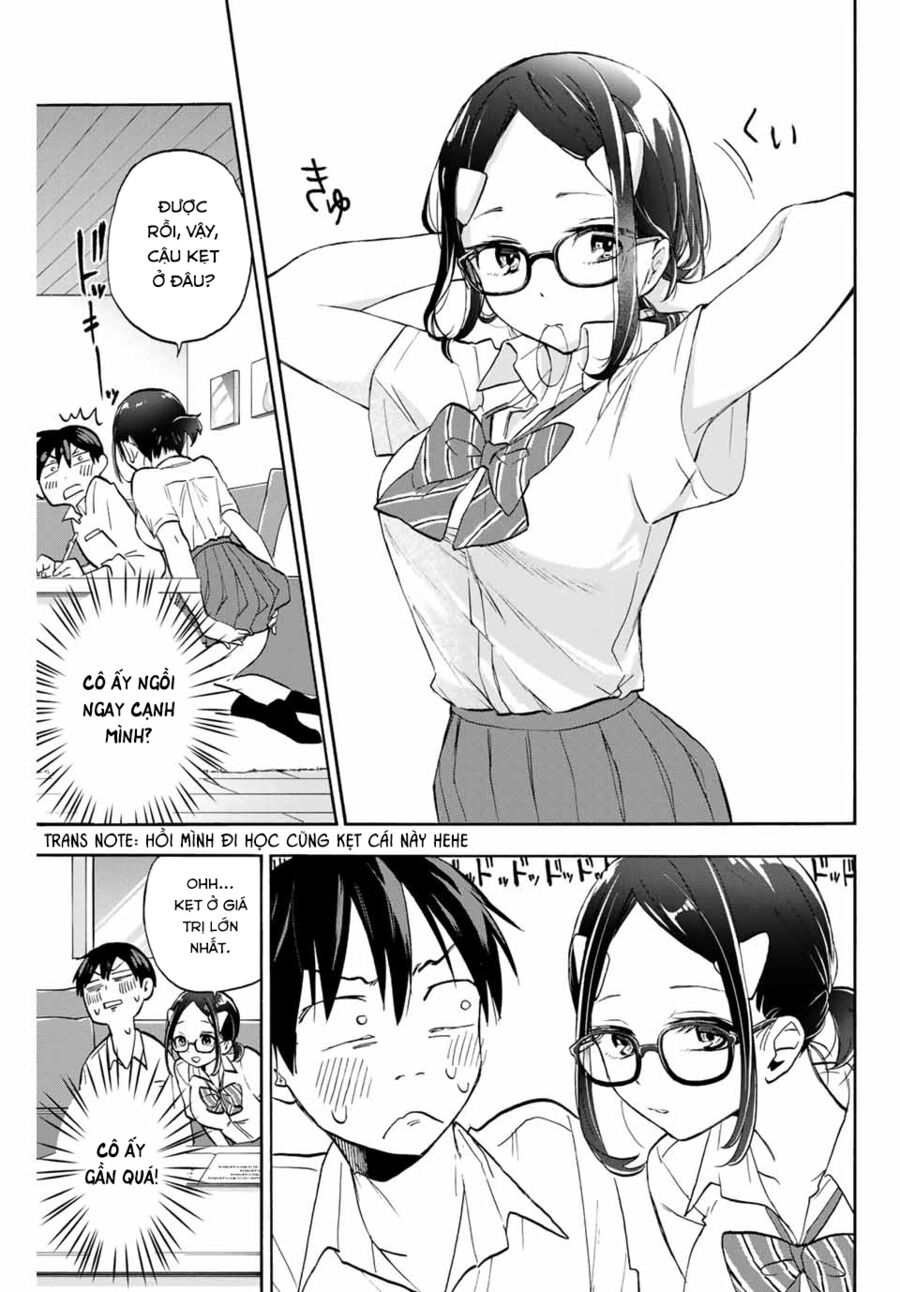 くい
きゅ
ĐƯỢC
RỒI, VẬY,
CẬU KẸT
Ở ĐÂU?
ドキーッ
CÔ ẤY NGỒI
NGAY CẠNH
MÌNH?
TRANS NOTE: HỒI MÌNH ĐI HỌC CŨNG KẸT CÁI NÀY HEHE
ドッドッドッドッ
OHH...
KẸT Ở GIÁ
TRỊ LỚN
NHẤT.
CÔ ẤY
GẦN QUÁ!